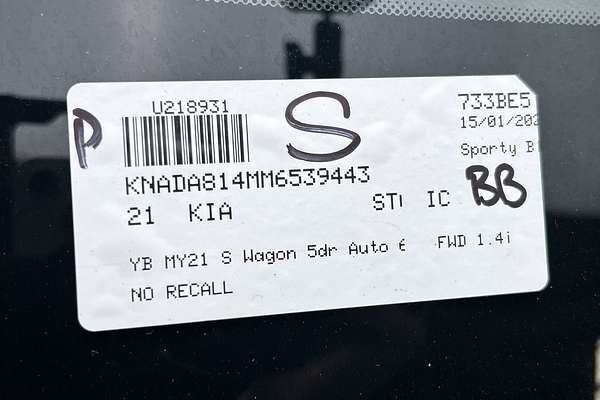 U218931
733BE5
15/01/202
P
S
Sporty B
KNADA814MM6539443
BB
21 KIA
ST IC
YB MY21 S Wagon 5dr Auto 6 FWD 1.4i
NO RECALL